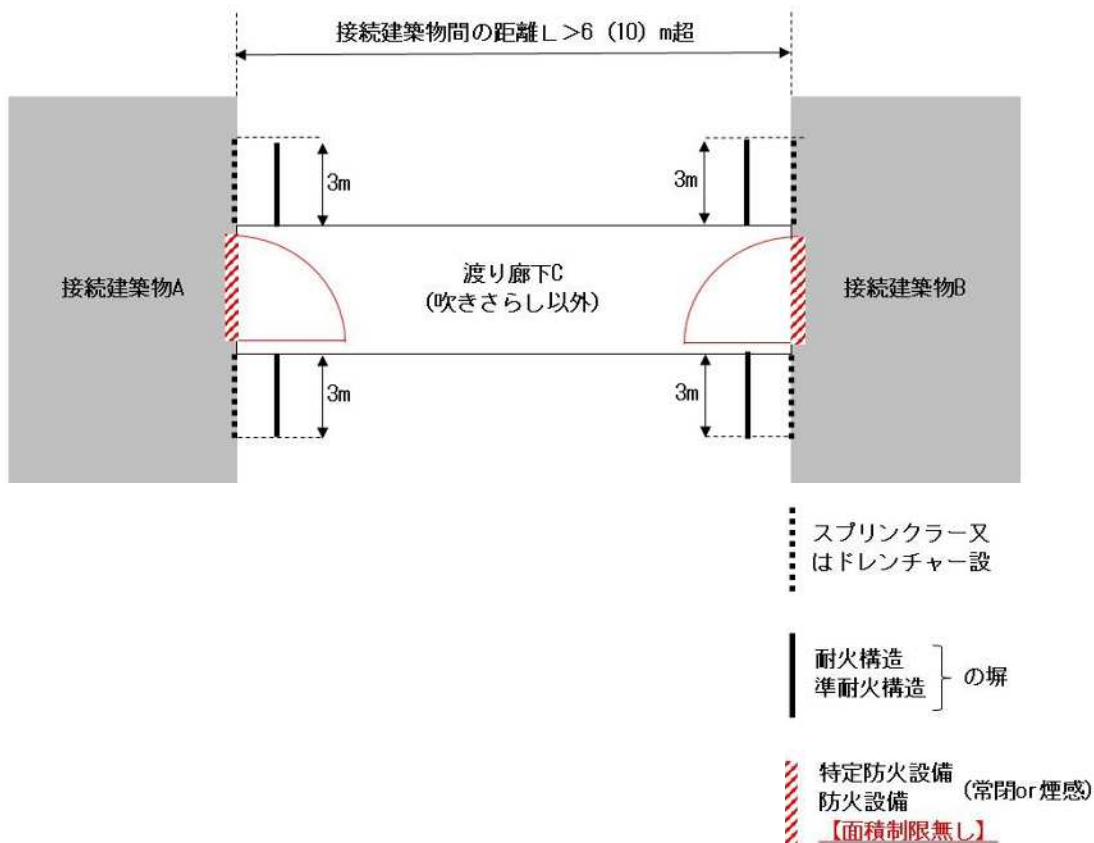 接続建築物間の距離L>6（10）m超
3m
3m
接続建築物A
渡り廊下C
(吹きさらし以外)
接続建築物B
3m
3m
スプリンクラー又
はドレンチャー設
耐火構造
準耐火構造
の塀
特定防火設備
防火設備
(常閉or煙感)
【面積制限無し】